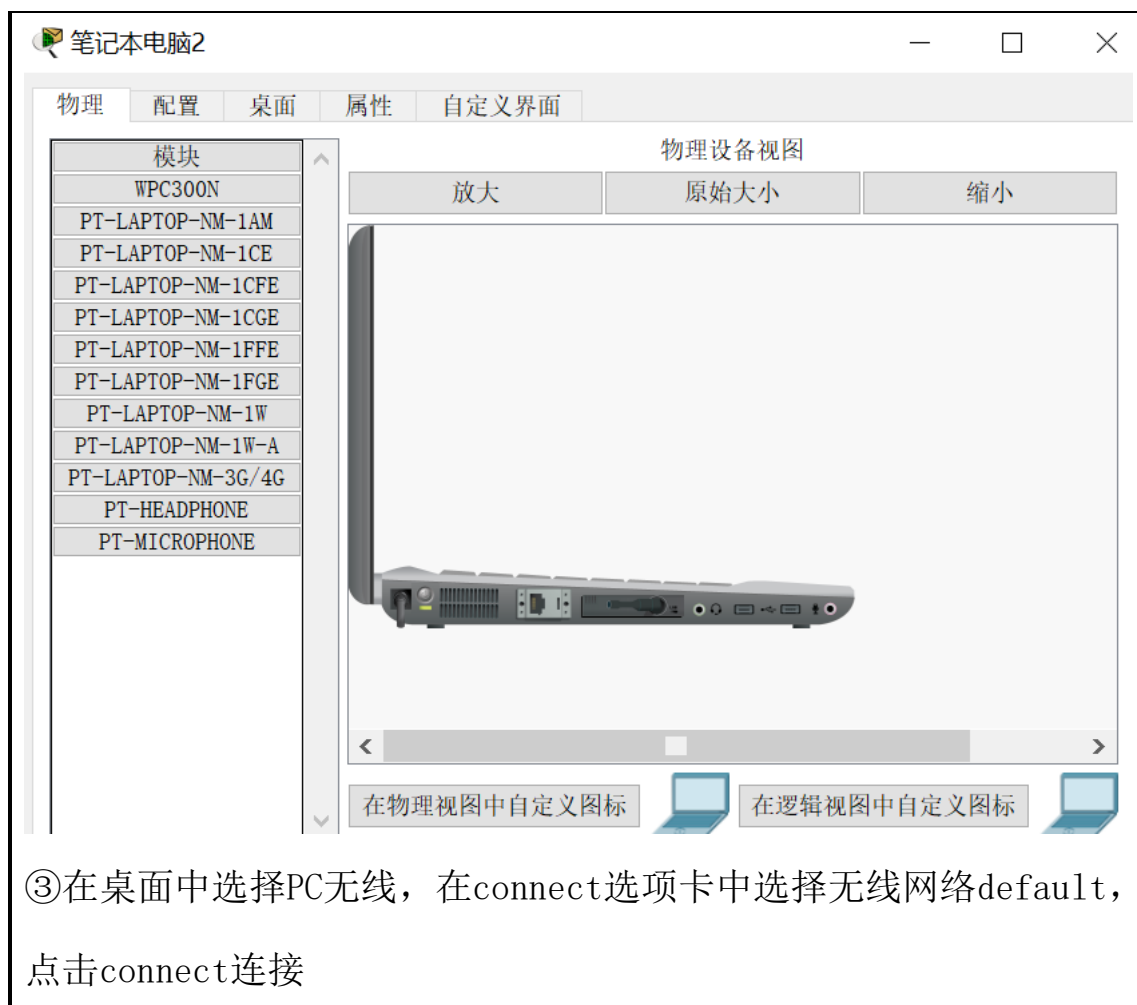 笔记本电脑2
物理 配置 桌面 属性 自定义界面
模块
WPC300N
PT-LAPTOP-NM-1AM
PT-LAPTOP-NM-1CE
PT-LAPTOP-NM-1CFE
PT-LAPTOP-NM-1CGE
PT-LAPTOP-NM-1FFE
PT-LAPTOP-NM-1FGE
PT-LAPTOP-NM-1W
PT-LAPTOP-NM-1W-A
PT-LAPTOP-NM-3G/4G
PT-HEADPHONE
PT-MICROPHONE
物理设备视图
放大 原始大小 缩小
在物理视图中自定义图标 在逻辑视图中自定义图标
③在桌面中选择PC无线，在connect选项卡中选择无线网络default，
点击connect连接